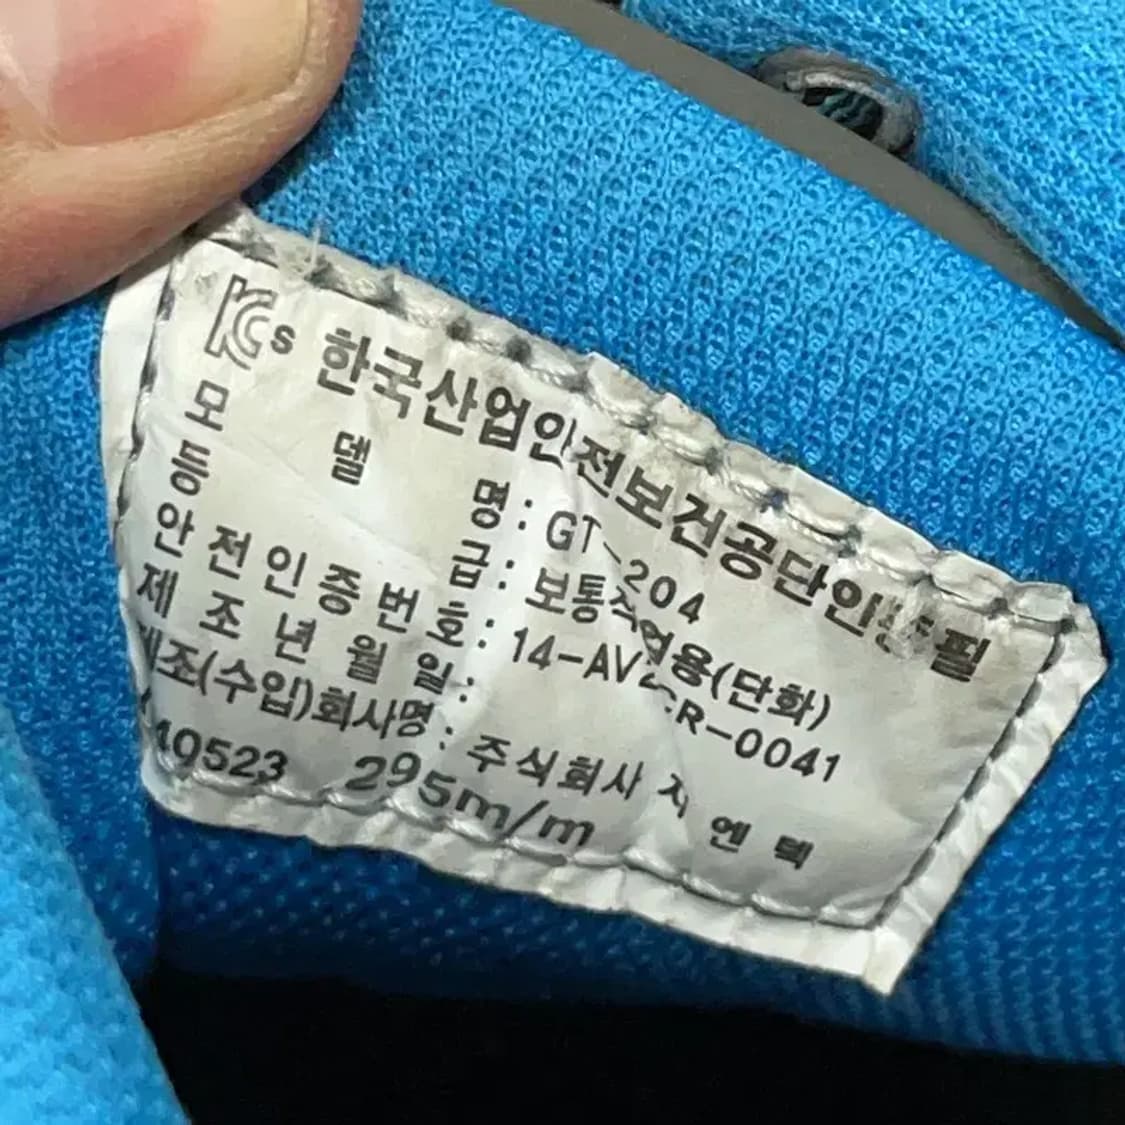 KCs 한국산업안전보건공단인증필
모 델 명 : GT-204
등 급 : 보통작업용(단화)
안 전 인 증 번 호 : 14-AV4CR-0041
제 조 년 월 일 :
제조(수입)회사명 : 주식회사 지 엔 텍
40523 295m/m